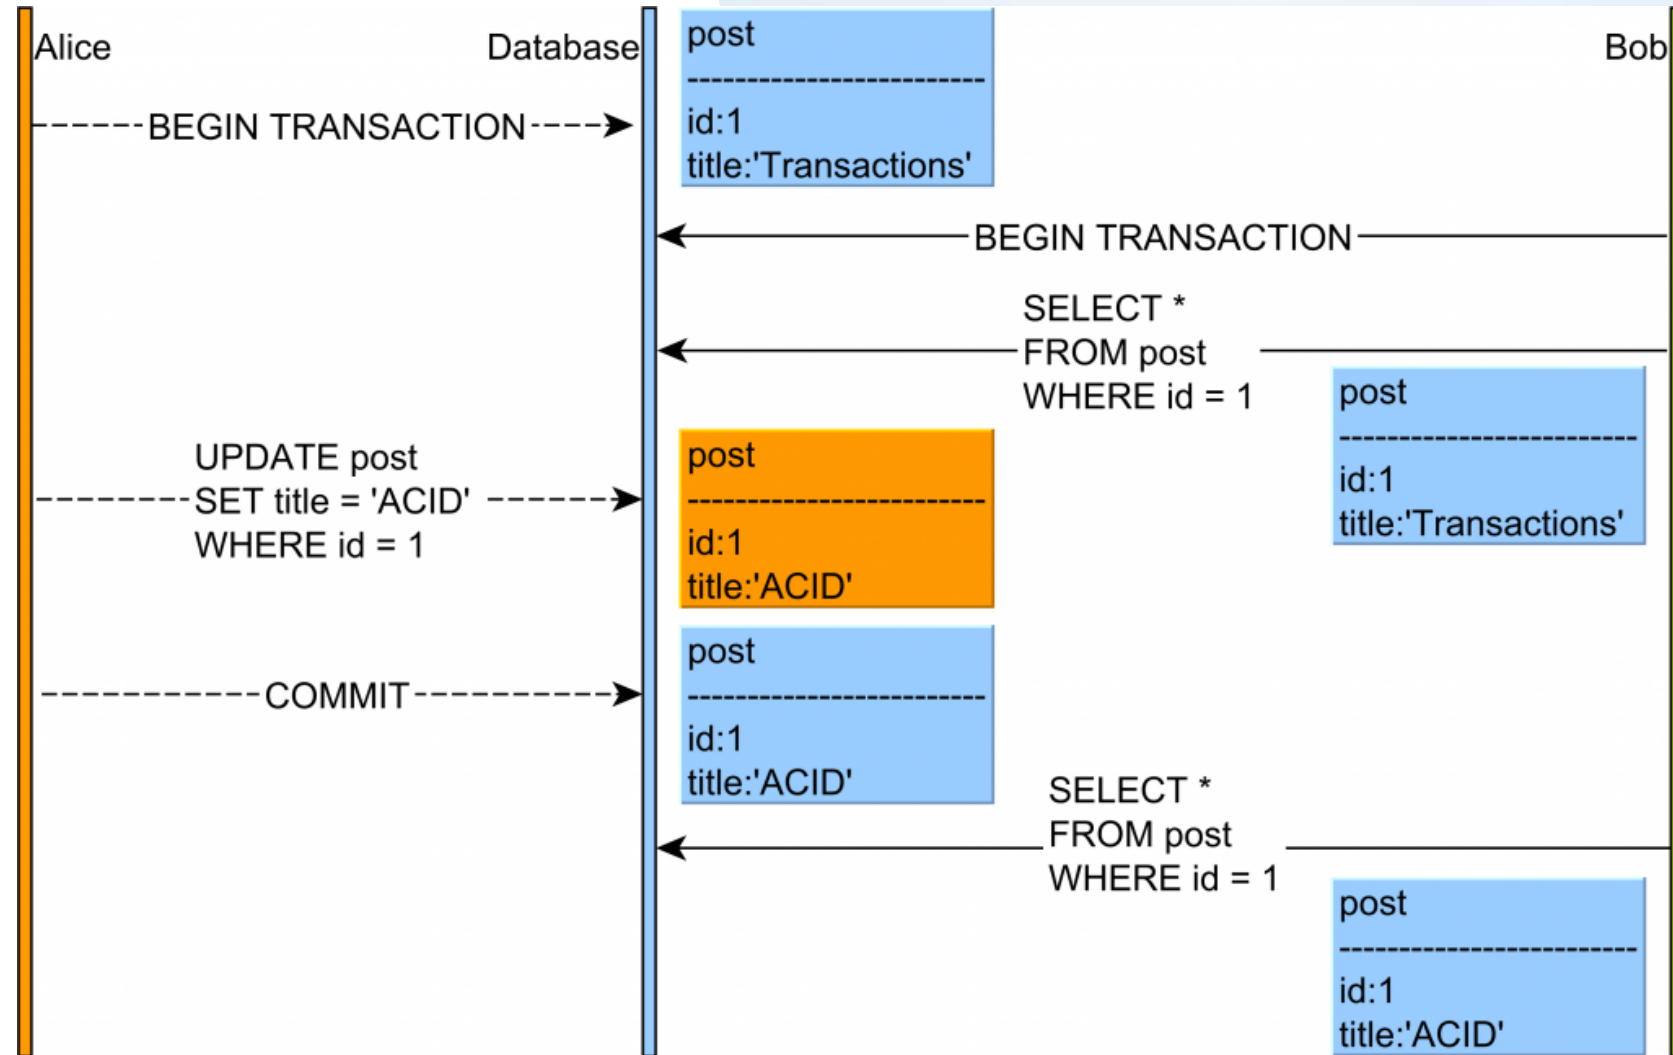 Alice
Database
Bob
post
--------------------------
id:1
title:'Transactions'
BEGIN TRANSACTION
BEGIN TRANSACTION
SELECT *
FROM post
WHERE id = 1
post
--------------------------
id:1
title:'Transactions'
UPDATE post
SET title = 'ACID'
WHERE id = 1
post
--------------------------
id:1
title:'ACID'
COMMIT
post
--------------------------
id:1
title:'ACID'
SELECT *
FROM post
WHERE id = 1
post
--------------------------
id:1
title:'ACID'